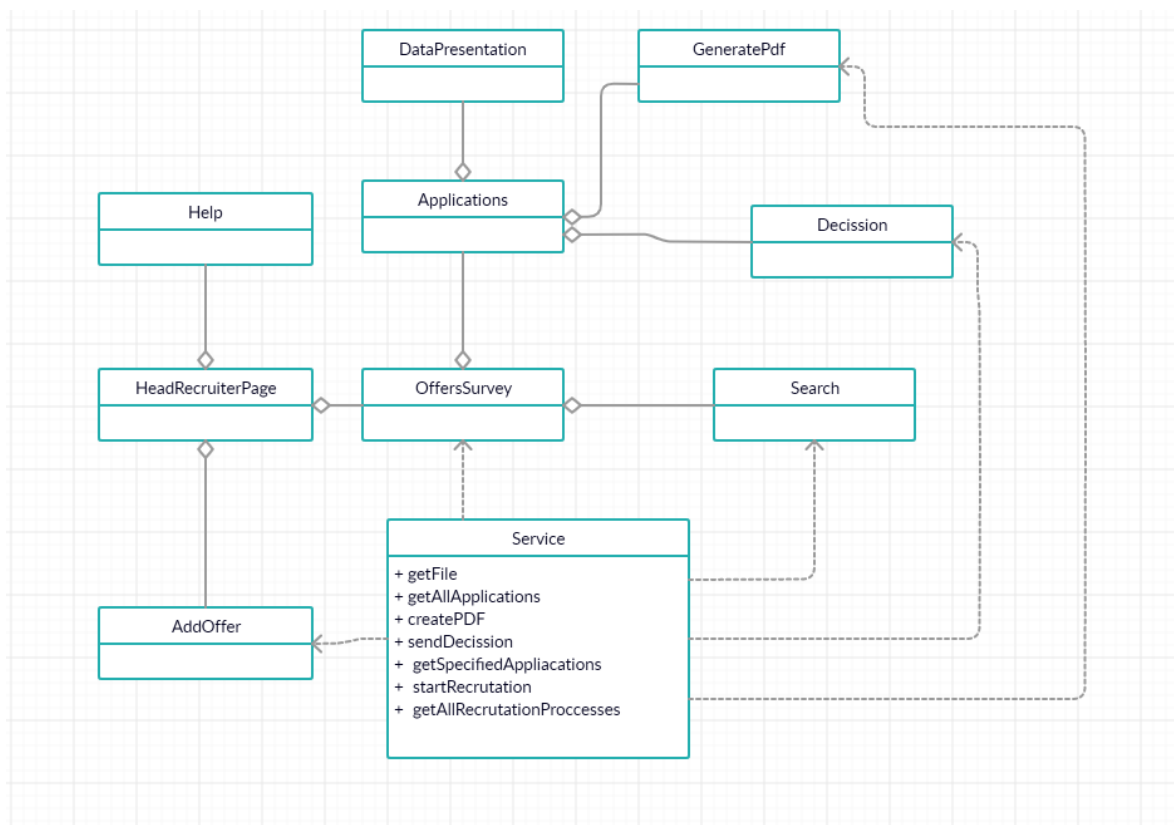 DataPresentation
GeneratePdf
Applications
Help
Decission
HeadRecruiterPage
OffersSurvey
Search
Service
+ getFile
+ getAllApplications
+ createPDF
+ sendDecission
+ getSpecifiedAppliacations
+ startRecrutation
+ getAllRecrutationProccesses
AddOffer